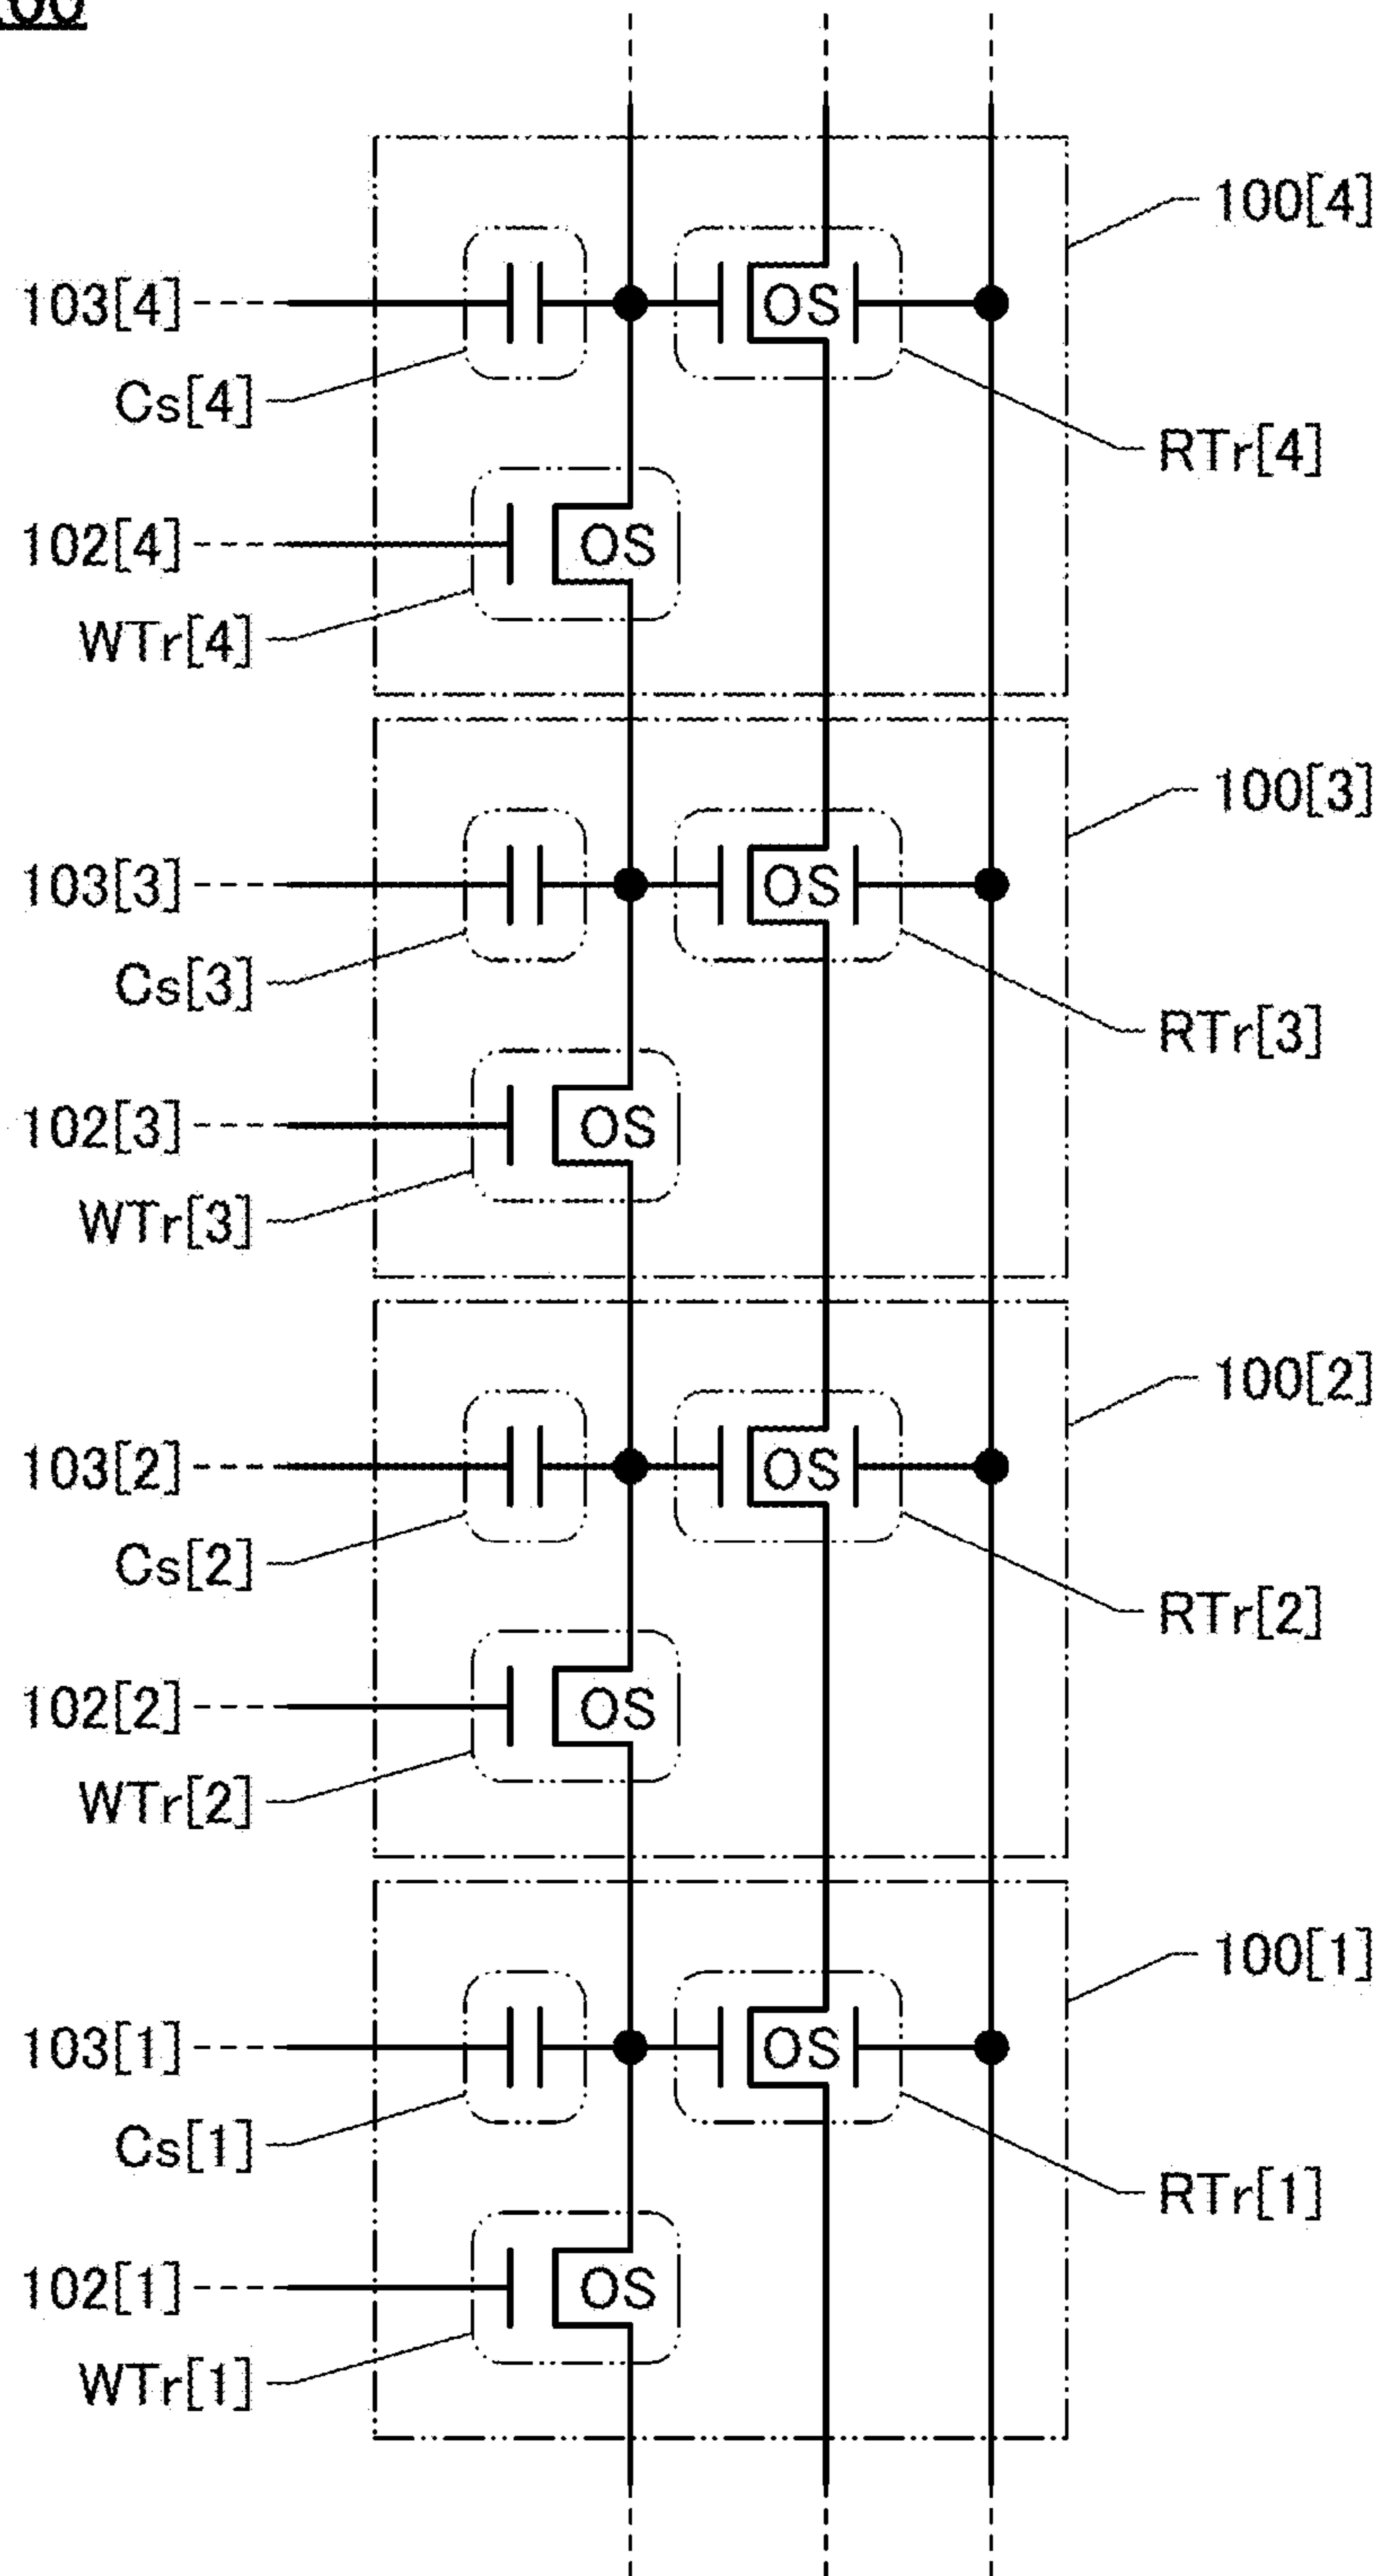 100[4]
103[4]
OS
Cs[4]
RTr[4]
102[4]
OS
WTr[4]
100[3]
103[3]
OS
Cs[3]
RTr[3]
102[3]
OS
WTr[3]
100[2]
103[2]
OS
Cs[2]
RTr[2]
102[2]
OS
WTr[2]
100[1]
103[1]
OS
Cs[1]
RTr[1]
102[1]
OS
WTr[1]